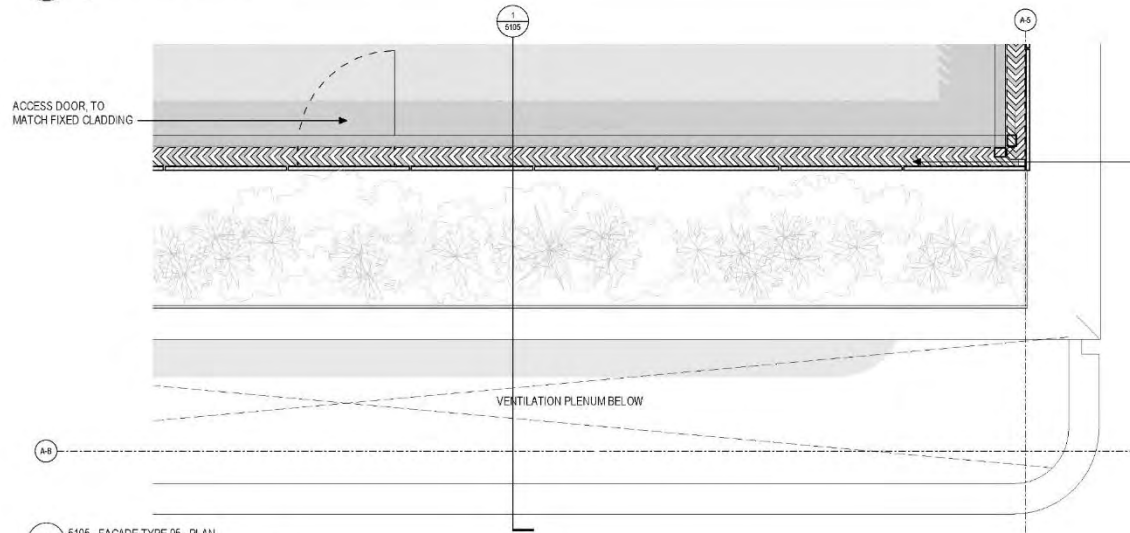 1
5105
A-5
ACCESS DOOR, TO
MATCH FIXED CLADDING
VENTILATION PLENUM BELOW
A-8
5105 - FACADE TYPE 05 - PLAN